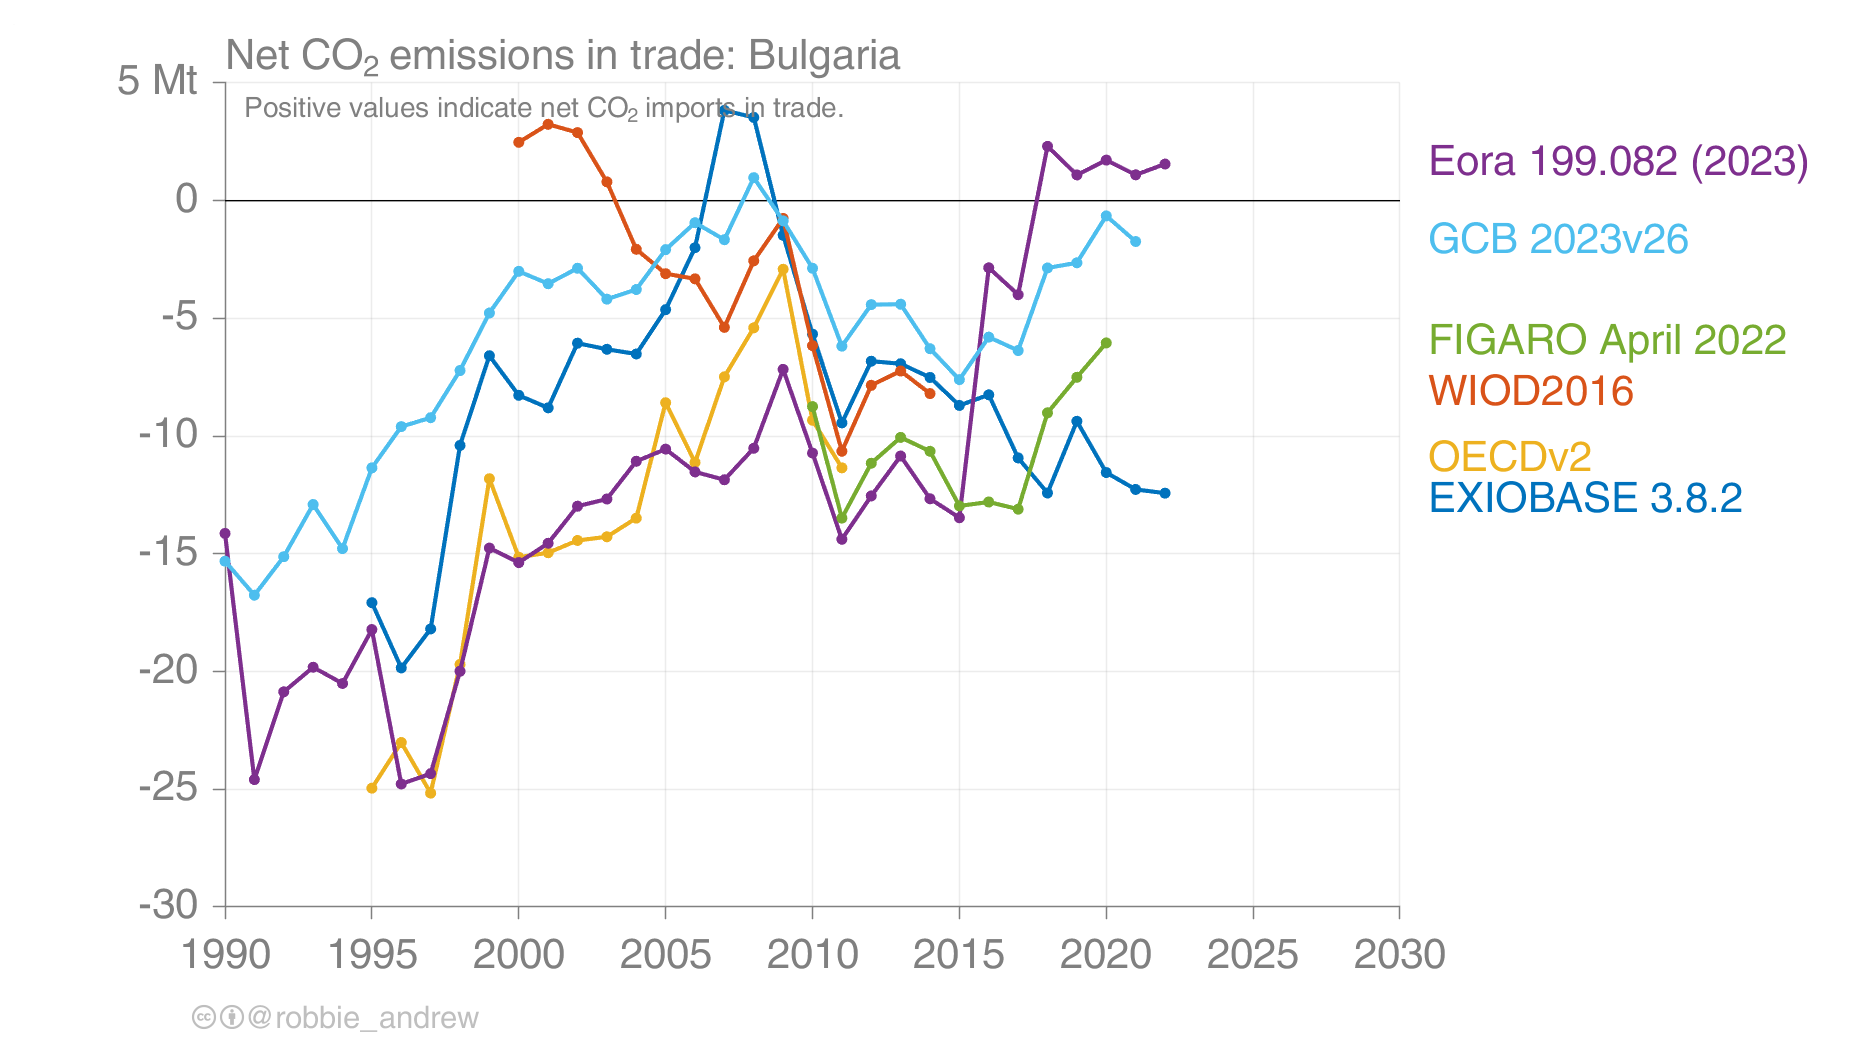 Net CO₂ emissions in trade: Bulgaria
5 Mt
Positive values indicate net CO₂ imports in trade.
0
-5
-10
-15
-20
-25
-30
1990 1995 2000 2005 2010 2015 2020 2025 2030
Eora 199.082 (2023)
GCB 2023v26
FIGARO April 2022
WIOD2016
OECDv2
EXIOBASE 3.8.2
@robbie_andrew